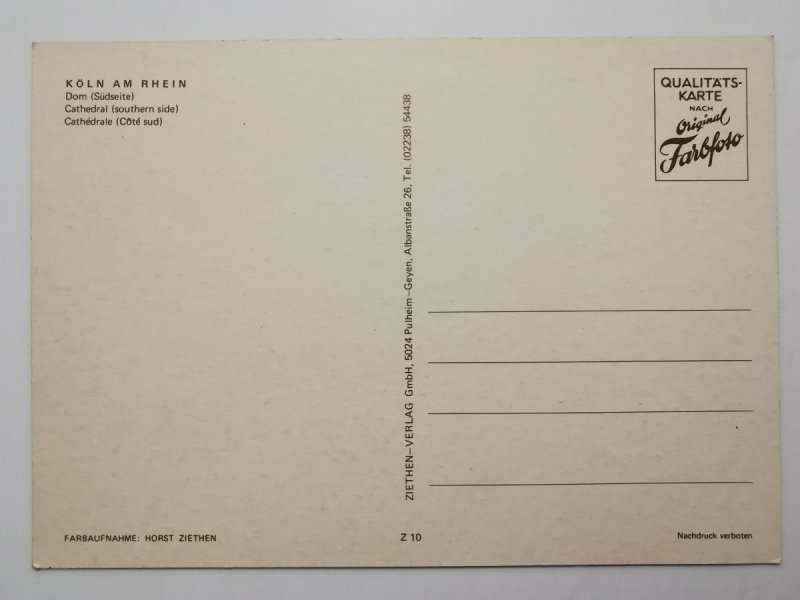 KÖLN AM RHEIN
Dom (Südseite)
Cathedral (southern side)
Cathédrale (Côté sud)
QUALITÄTS-
KARTE
NACH
Original
Farbfoto
ZIETHEN-VERLAG GmbH, 5024 Pulheim-Geyen, Albanstraße 26, Tel. (02238) 54438
FARBAUFNAHME: HORST ZIETHEN
Z 10
Nachdruck verboten